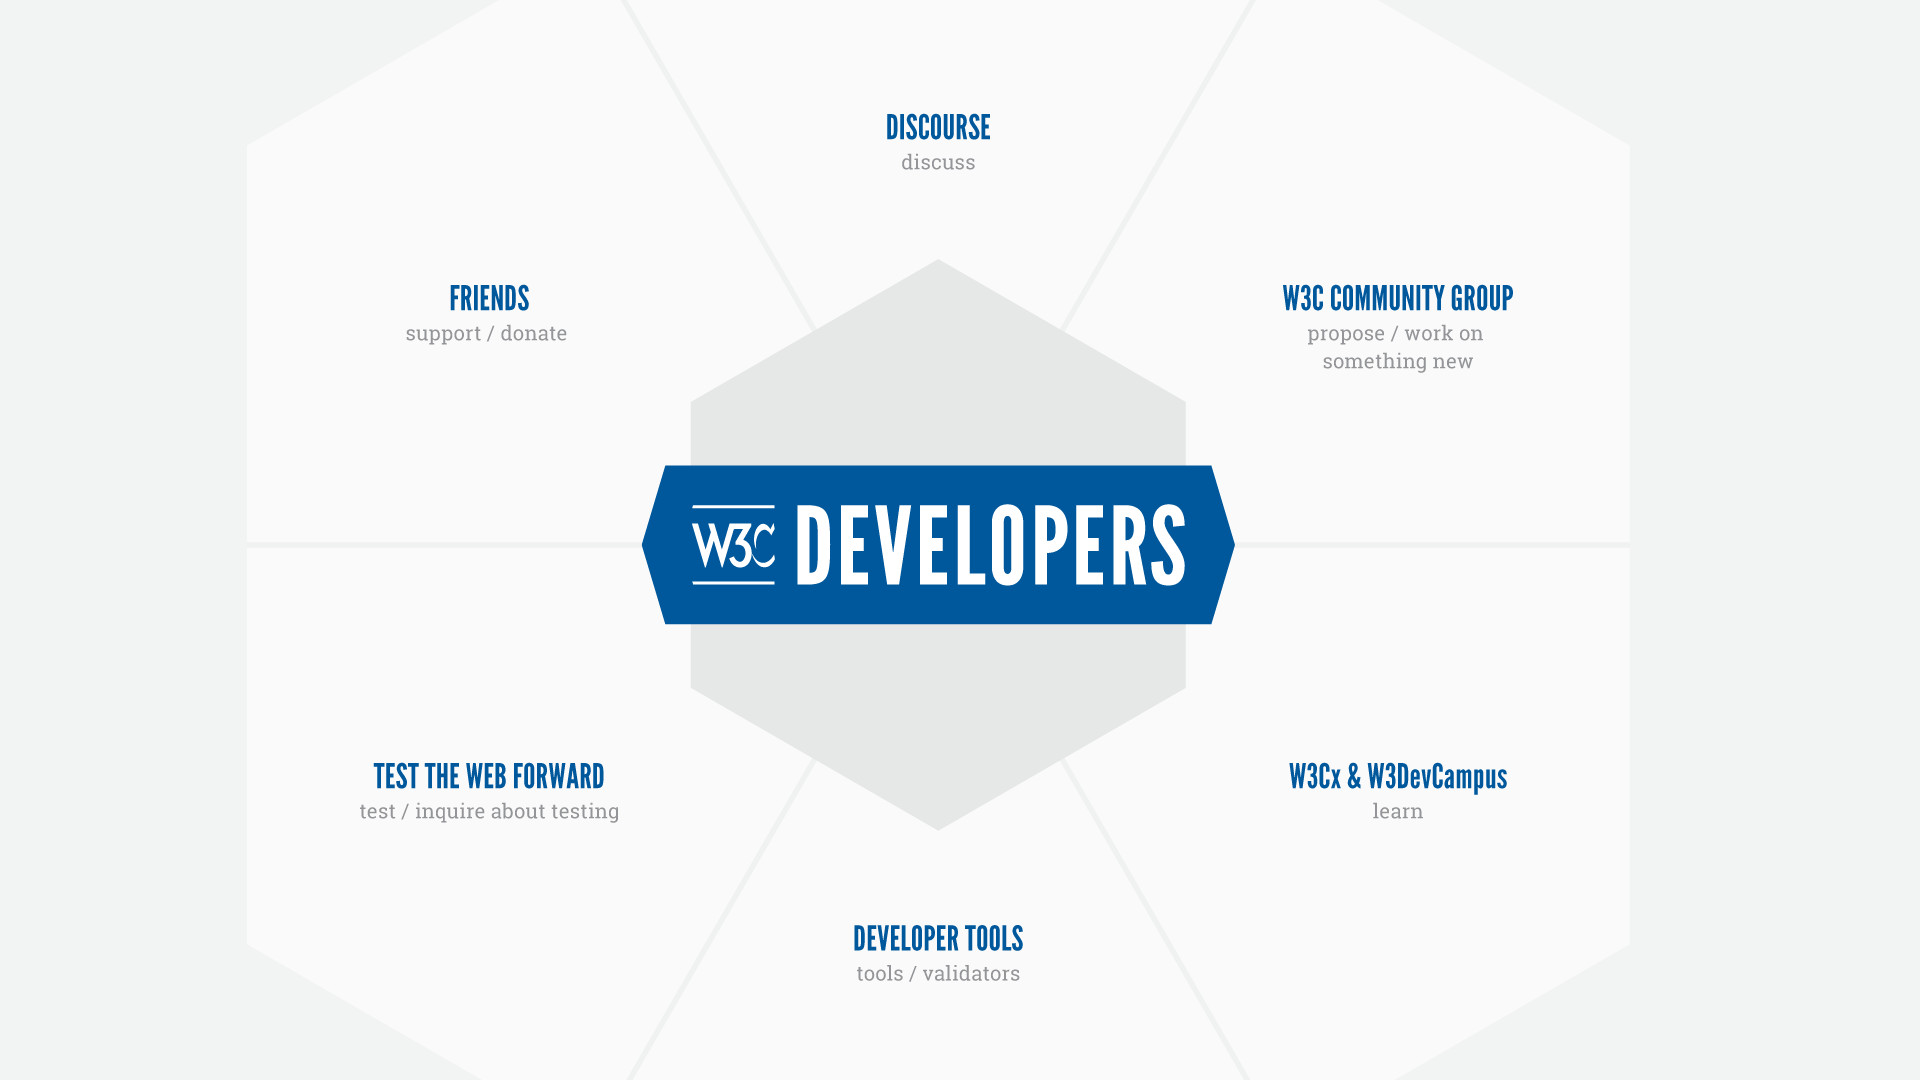 DISCOURSE
discuss
FRIENDS
support / donate
W3C COMMUNITY GROUP
propose / work on
something new
W3C DEVELOPERS
TEST THE WEB FORWARD
test / inquire about testing
W3Cx & W3DevCampus
learn
DEVELOPER TOOLS
tools / validators